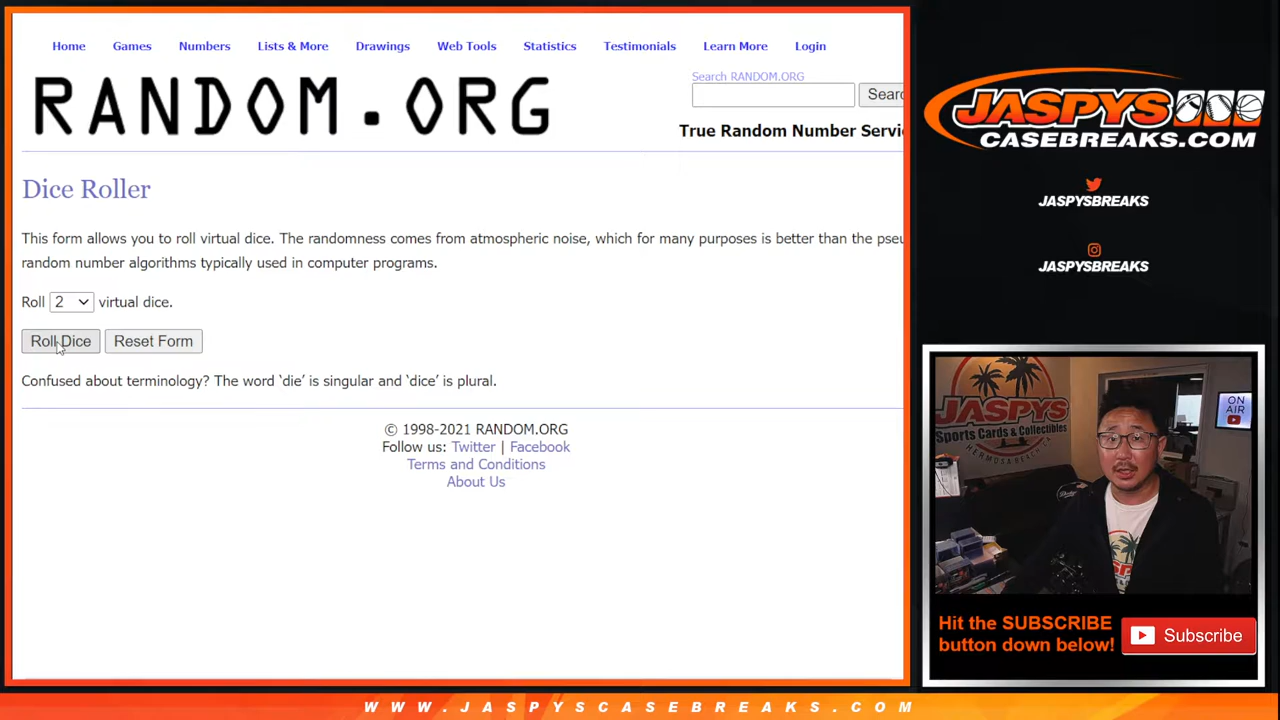 Home Games Numbers Lists & More Drawings Web Tools Statistics Testimonials Learn More Login
RANDOM.ORG
Search RANDOM.ORG
Searc
True Random Number Servi
Dice Roller
This form allows you to roll virtual dice. The randomness comes from atmospheric noise, which for many purposes is better than the pseu
random number algorithms typically used in computer programs.
Roll 2 virtual dice.
Roll Dice Reset Form
Confused about terminology? The word ‘die’ is singular and ‘dice’ is plural.
© 1998-2021 RANDOM.ORG
Follow us: Twitter | Facebook
Terms and Conditions
About Us
JASPYS
CASEBREAKS.COM
JASPYSBREAKS
JASPYSBREAKS
JASPYS
Sports Cards & Collectibles
HERMOSA BEACH, CA
ON
AIR
Hit the SUBSCRIBE
button down below!
Subscribe
WWW.JASPYSCASEBREAKS.COM